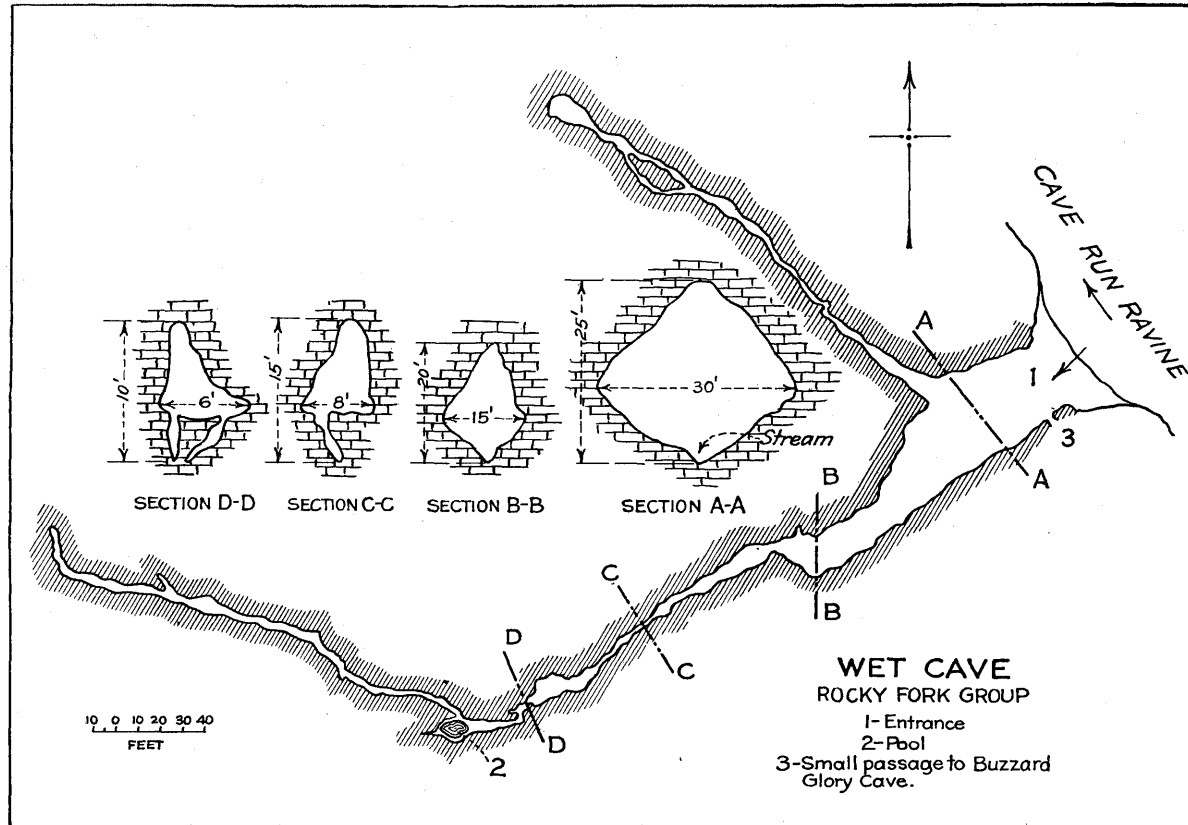 CAVE RUN RAVINE
A
1
3
A
10'
6'
15'
8'
20'
15'
25'
30'
Stream
SECTION D-D
SECTION C-C
SECTION B-B
SECTION A-A
B
B
C
C
D
D
2
10 0 10 20 30 40
FEET
WET CAVE
ROCKY FORK GROUP
1-Entrance
2-Pool
3-Small passage to Buzzard
Glory Cave.